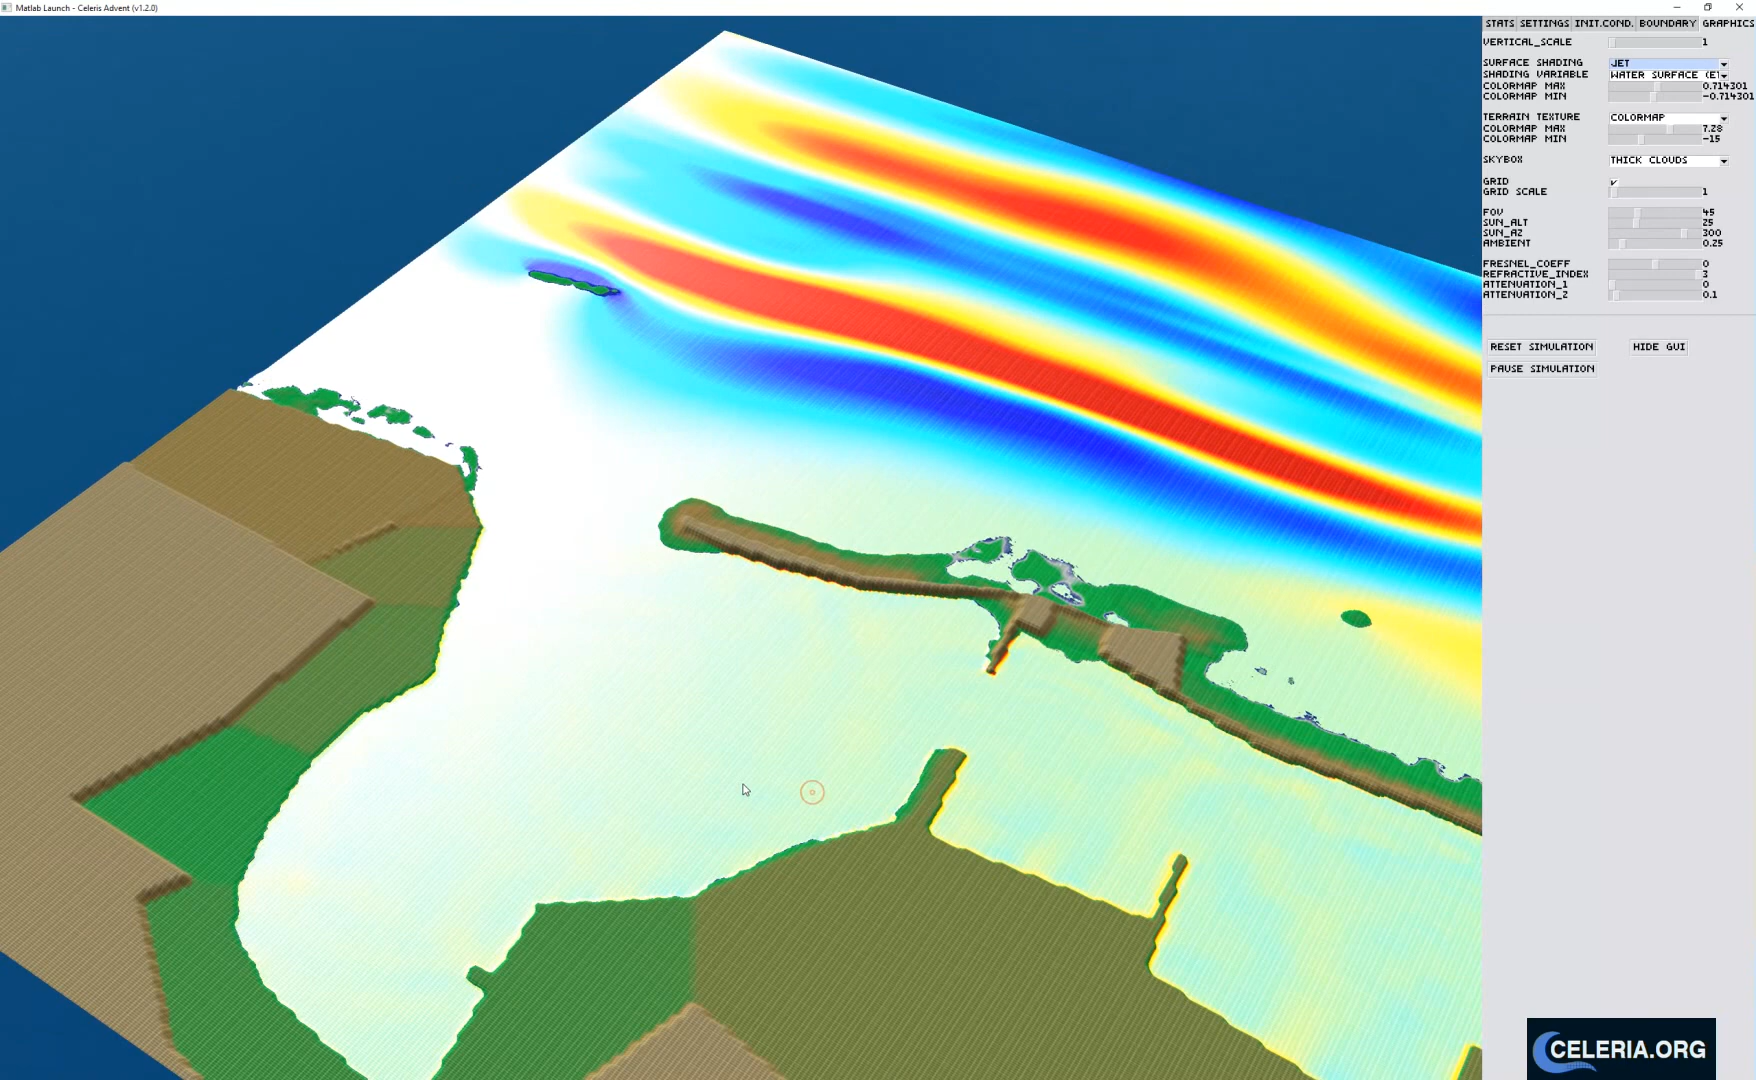 Matlab Launch - Celeris Advent (v1.2.0)
STATS SETTINGS INIT.COND. BOUNDARY GRAPHICS
VERTICAL_SCALE 1
SURFACE SHADING JET
SHADING VARIABLE WATER SURFACE (ET
COLORMAP MAX 0.714301
COLORMAP MIN -0.714301
TERRAIN TEXTURE COLORMAP
COLORMAP MAX 7.28
COLORMAP MIN -15
SKYBOX THICK CLOUDS
GRID
GRID SCALE 1
FOV 45
SUN_ALT 25
SUN_AZ 300
AMBIENT 0.25
FRESNEL_COEFF 0
REFRACTIVE_INDEX 3
ATTENUATION_1 0
ATTENUATION_2 0.1
RESET SIMULATION HIDE GUI
PAUSE SIMULATION
CELERIA.ORG